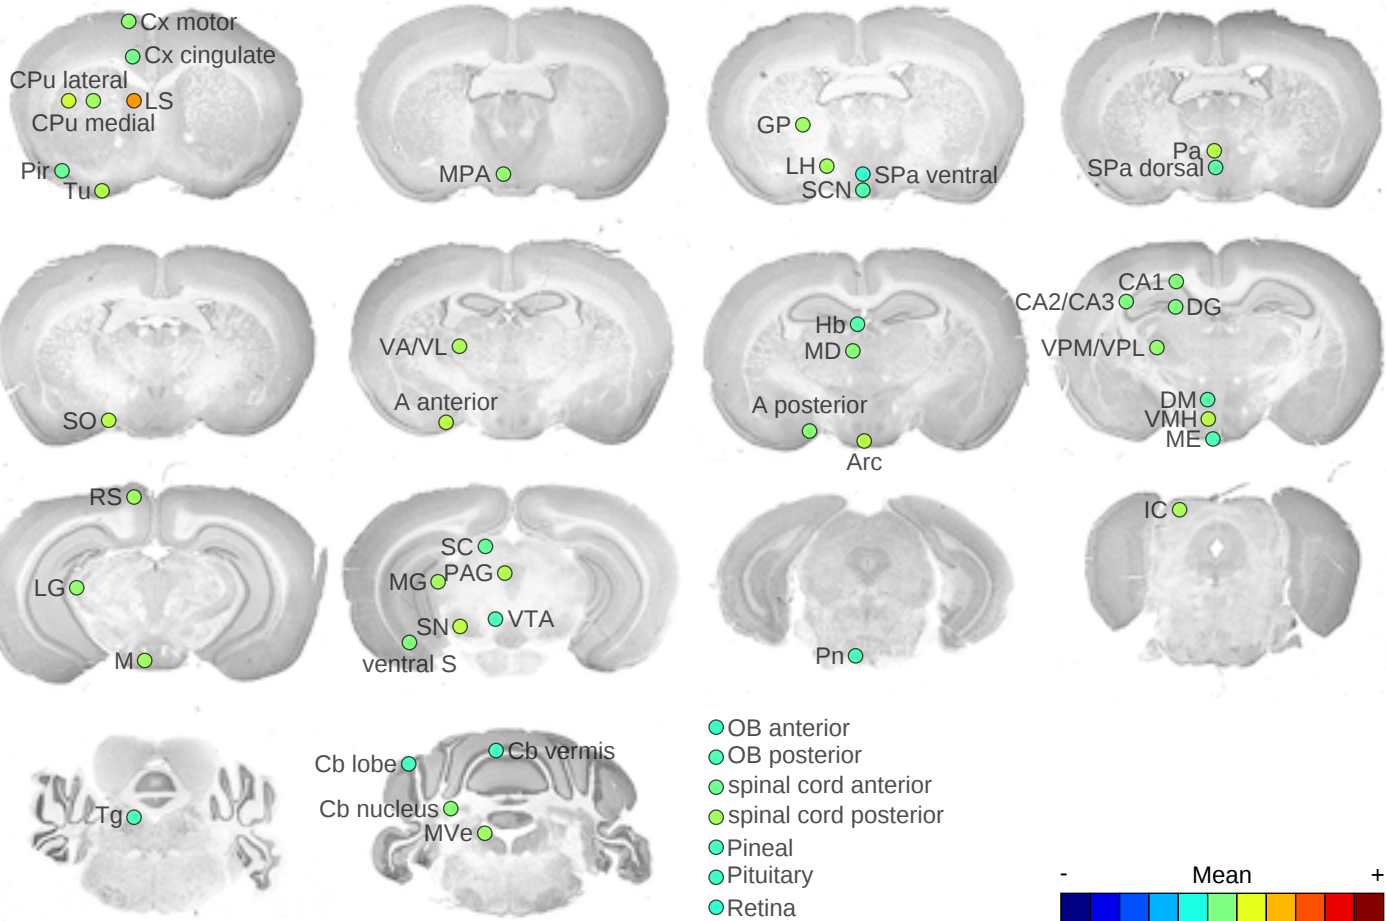 Cx motor
Cx cingulate
CPu lateral
LS
CPu medial
Pir
Tu
MPA
GP
LH
SPa ventral
SCN
Pa
SPa dorsal
SO
VA/VL
A anterior
Hb
MD
A posterior
Arc
CA1
CA2/CA3
DG
VPM/VPL
DM
VMH
ME
RS
LG
M
SC
MG
PAG
SN
VTA
ventral S
Pn
IC
Tg
Cb lobe
Cb vermis
Cb nucleus
MVe
OB anterior
OB posterior
spinal cord anterior
spinal cord posterior
Pineal
Pituitary
Retina
- Mean +